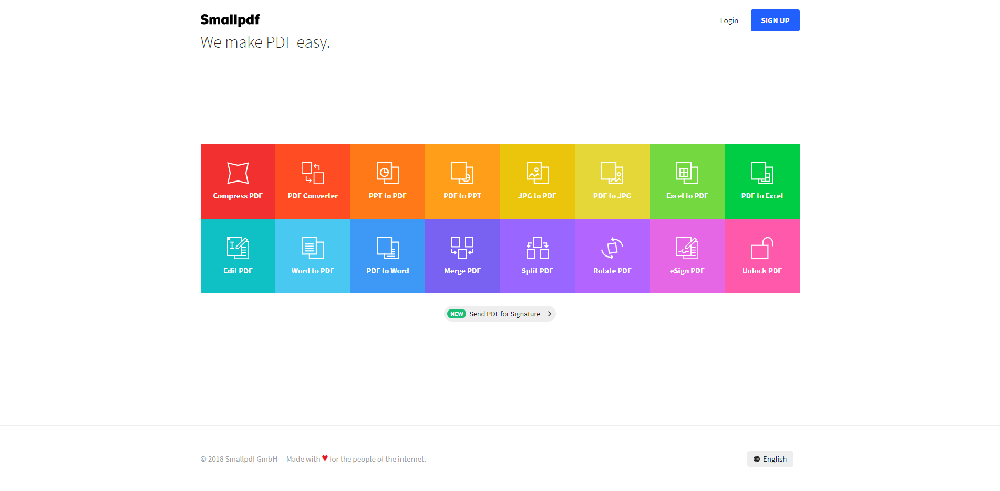 Smallpdf
Login
SIGN UP
We make PDF easy.
Compress PDF
PDF Converter
PPT to PDF
PDF to PPT
JPG to PDF
PDF to JPG
Excel to PDF
PDF to Excel
Edit PDF
Word to PDF
PDF to Word
Merge PDF
Split PDF
Rotate PDF
eSign PDF
Unlock PDF
NEW Send PDF for Signature
© 2018 Smallpdf GmbH - Made with ♥ for the people of the internet.
English